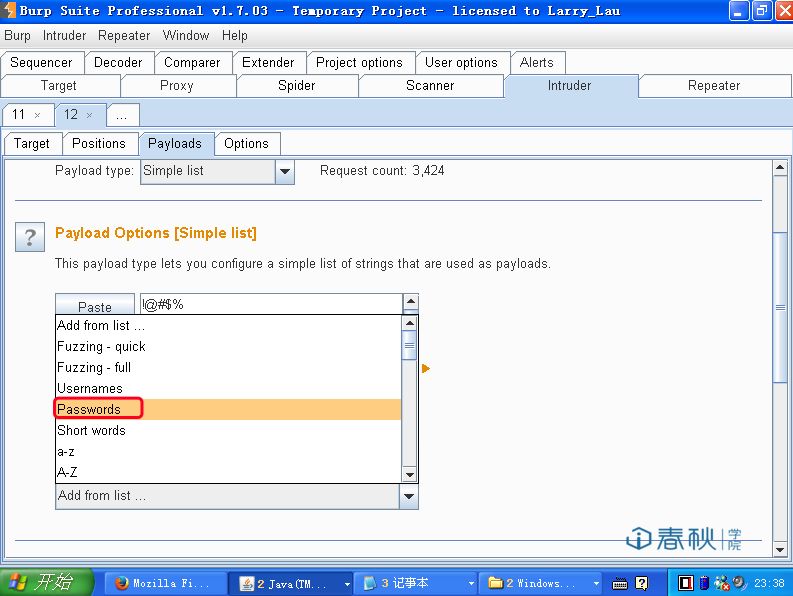 Burp Suite Professional v1.7.03 - Temporary Project - licensed to Larry_Lau
Burp Intruder Repeater Window Help
Sequencer Decoder Comparer Extender Project options User options Alerts
Target Proxy Spider Scanner Intruder Repeater
11 × 12 × ...
Target Positions Payloads Options
Payload type: Simple list Request count: 3,424
? Payload Options [Simple list]
This payload type lets you configure a simple list of strings that are used as payloads.
Paste !@#$%
Add from list ...
Fuzzing - quick
Fuzzing - full
Usernames
Passwords
Short words
a-z
A-Z
Add from list ...
春秋 学院
开始 Mozilla Fi... 2 Java(TM... 3 记事本 2 Windows... 23:38